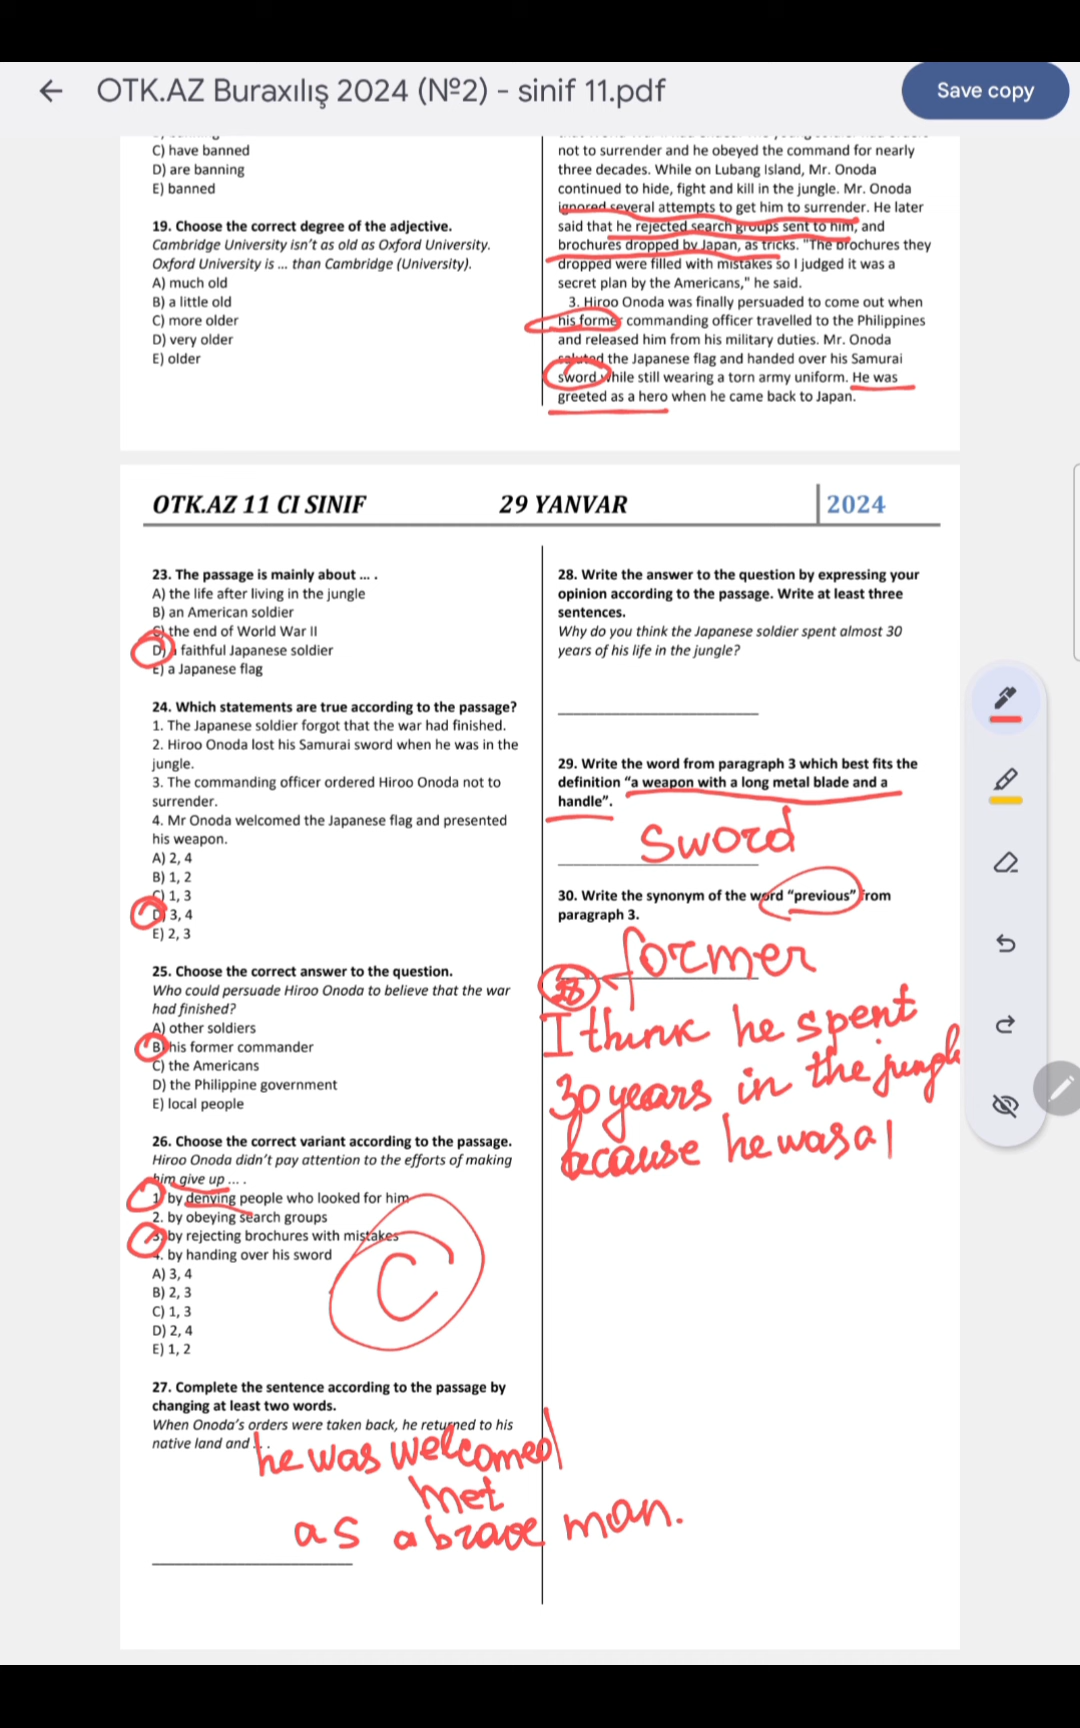 OTK.AZ Buraxılış 2024 (№2) - sinif 11.pdf
Save copy
C) have banned
D) are banning
E) banned
19. Choose the correct degree of the adjective.
Cambridge University isn't as old as Oxford University.
Oxford University is ... than Cambridge (University).
A) much old
B) a little old
C) more older
D) very older
E) older
not to surrender and he obeyed the command for nearly
three decades. While on Lubang Island, Mr. Onoda
continued to hide, fight and kill in the jungle. Mr. Onoda
ignored several attempts to get him to surrender. He later
said that he rejected search groups sent to him, and
brochures dropped by Japan, as tricks. "The brochures they
dropped were filled with mistakes so I judged it was a
secret plan by the Americans," he said.
3. Hiroo Onoda was finally persuaded to come out when
his former commanding officer travelled to the Philippines
and released him from his military duties. Mr. Onoda
saluted the Japanese flag and handed over his Samurai
sword while still wearing a torn army uniform. He was
greeted as a hero when he came back to Japan.
OTK.AZ 11 CI SINIF 29 YANVAR 2024
23. The passage is mainly about ... .
A) the life after living in the jungle
B) an American soldier
C) the end of World War II
D) a faithful Japanese soldier
E) a Japanese flag
24. Which statements are true according to the passage?
1. The Japanese soldier forgot that the war had finished.
2. Hiroo Onoda lost his Samurai sword when he was in the
jungle.
3. The commanding officer ordered Hiroo Onoda not to
surrender.
4. Mr Onoda welcomed the Japanese flag and presented
his weapon.
A) 2, 4
B) 1, 2
C) 1, 3
D) 3, 4
E) 2, 3
25. Choose the correct answer to the question.
Who could persuade Hiroo Onoda to believe that the war
had finished?
A) other soldiers
B) his former commander
C) the Americans
D) the Philippine government
E) local people
26. Choose the correct variant according to the passage.
Hiroo Onoda didn't pay attention to the efforts of making
him give up ... .
1. by denying people who looked for him
2. by obeying search groups
3. by rejecting brochures with mistakes
4. by handing over his sword
A) 3, 4
B) 2, 3
C) 1, 3
D) 2, 4
E) 1, 2
C
27. Complete the sentence according to the passage by
changing at least two words.
When Onoda's orders were taken back, he returned to his
native land and ... .
he was welcomed
met
as a brave man.
28. Write the answer to the question by expressing your
opinion according to the passage. Write at least three
sentences.
Why do you think the Japanese soldier spent almost 30
years of his life in the jungle?
29. Write the word from paragraph 3 which best fits the
definition "a weapon with a long metal blade and a
handle".
sword
30. Write the synonym of the word "previous" from
paragraph 3.
former
28
I think he spent
30 years in the jungle
because he was a